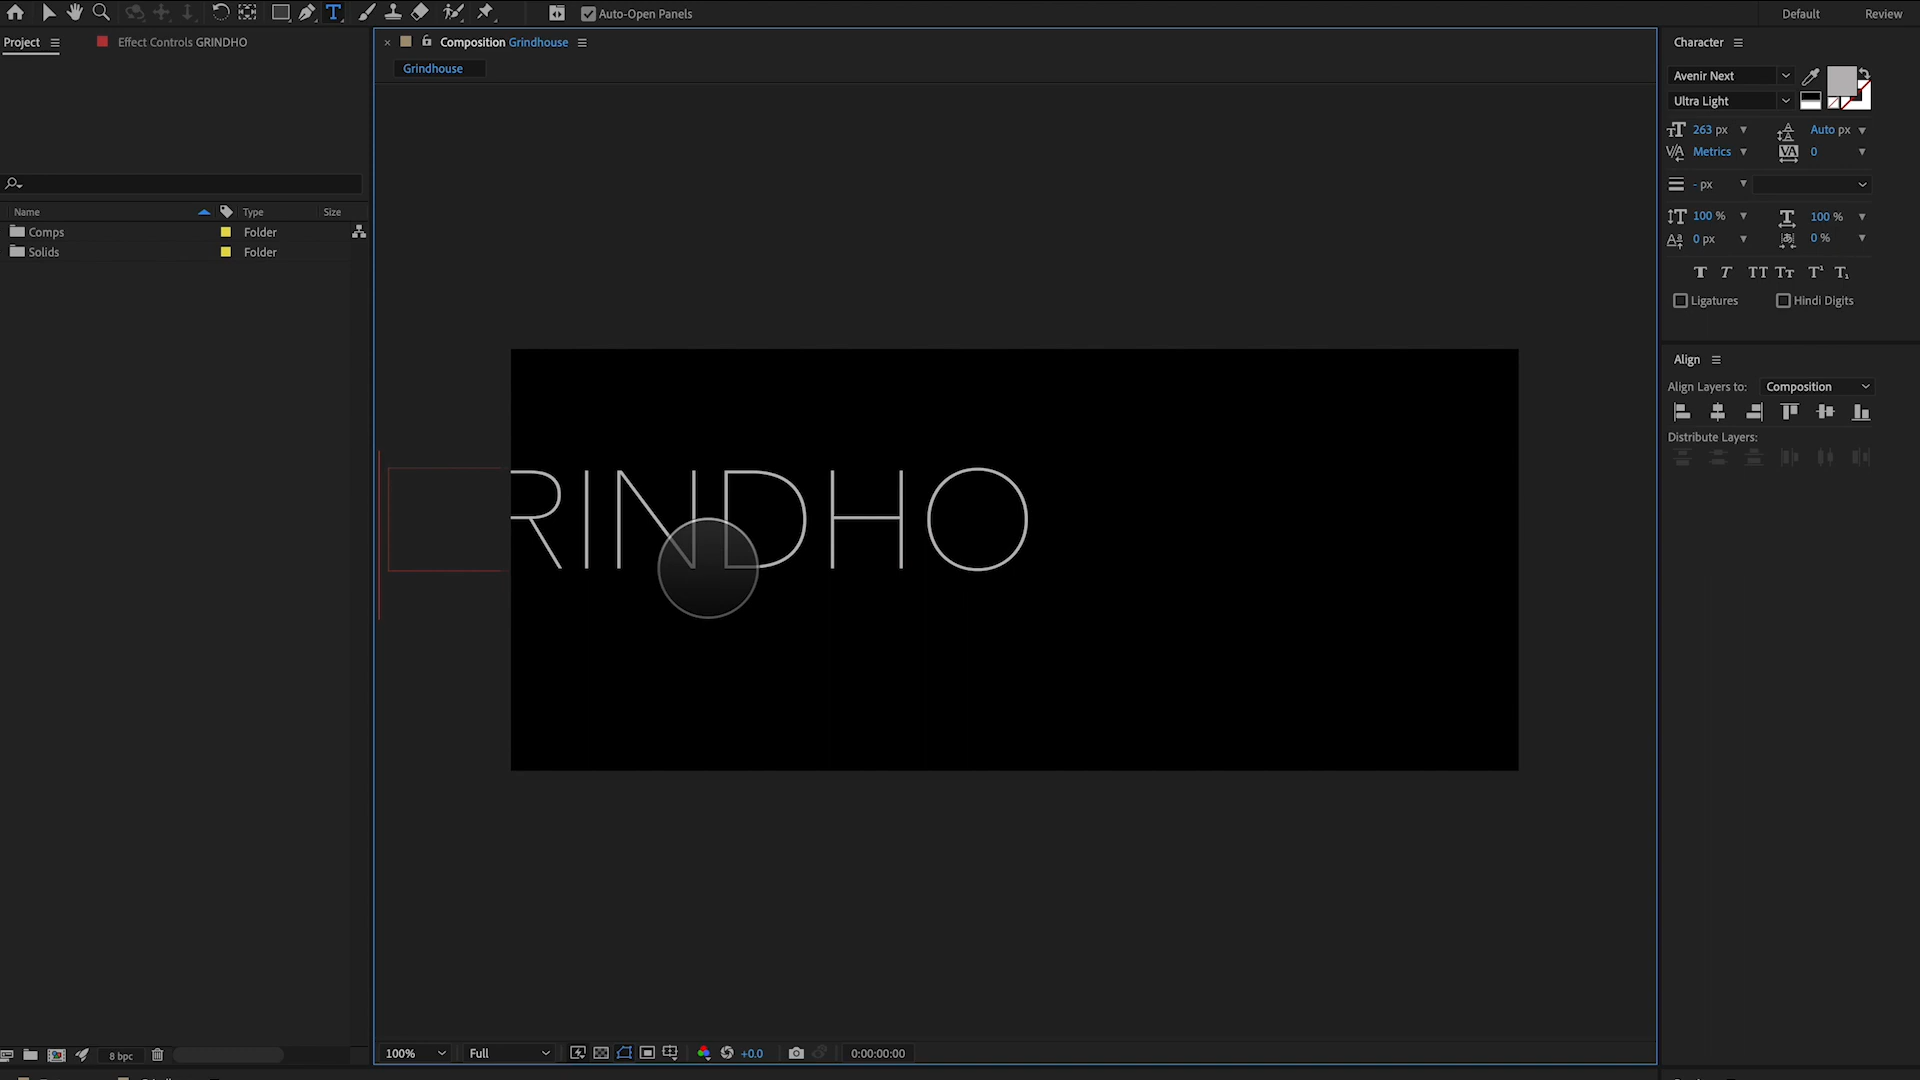 Auto-Open Panels
Default
Review
Project
Effect Controls GRINDHO
Composition Grindhouse
Grindhouse
Character
Avenir Next
Ultra Light
263 px
Auto px
Metrics
0
- px
100 %
100 %
0 px
0 %
Ligatures
Hindi Digits
Align
Align Layers to:
Composition
Distribute Layers:
Name
Type
Size
Comps
Folder
Solids
Folder
RINDHO
8 bpc
100%
Full
+0.0
0:00:00:00